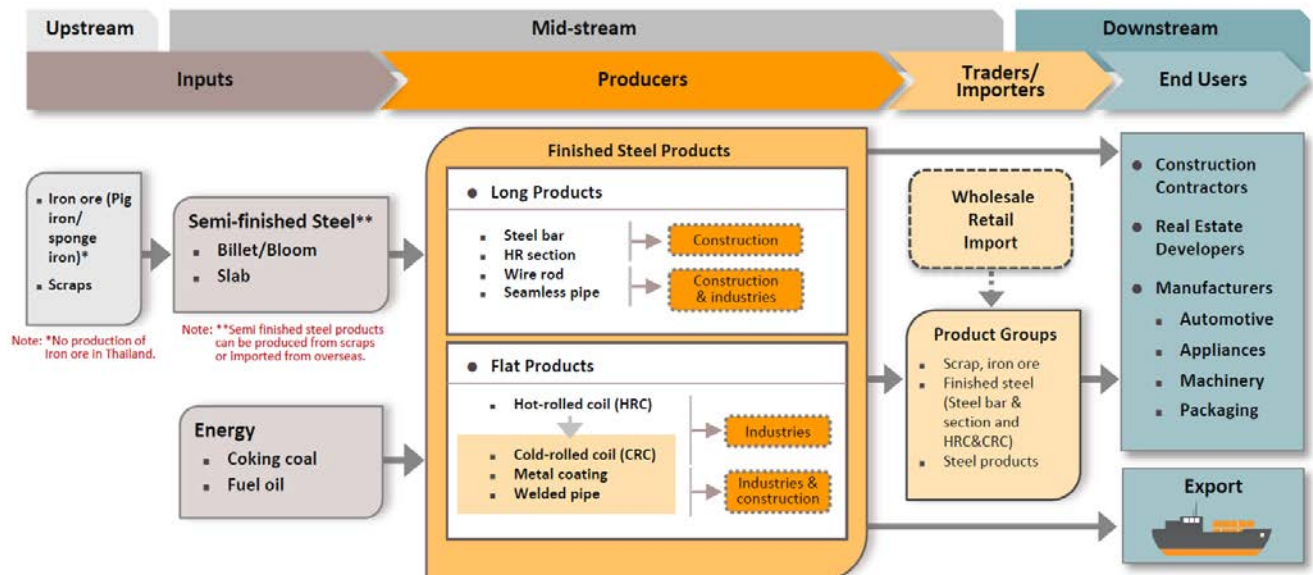 Upstream
Mid-stream
Downstream
Inputs
Producers
Traders/
Importers
End Users
Iron ore (Pig
iron/
sponge
iron)*
Scraps
Note: *No production of
Iron ore in Thailand.
Semi-finished Steel**
Billet/Bloom
Slab
Note: **Semi finished steel products
can be produced from scraps
or imported from overseas.
Energy
Coking coal
Fuel oil
Finished Steel Products
Long Products
Steel bar
HR section
Wire rod
Seamless pipe
Construction
Construction
& industries
Flat Products
Hot-rolled coil (HRC)
Cold-rolled coil (CRC)
Metal coating
Welded pipe
Industries
Industries &
construction
Wholesale
Retail
Import
Product Groups
Scrap, iron ore
Finished steel
(Steel bar &
section and
HRC&CRC)
Steel products
Construction
Contractors
Real Estate
Developers
Manufacturers
Automotive
Appliances
Machinery
Packaging
Export